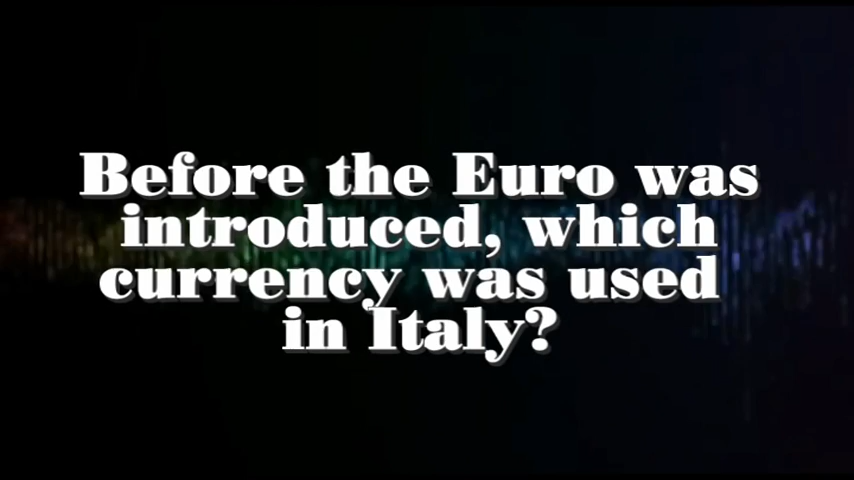 Before the Euro was
introduced, which
currency was used
in Italy?